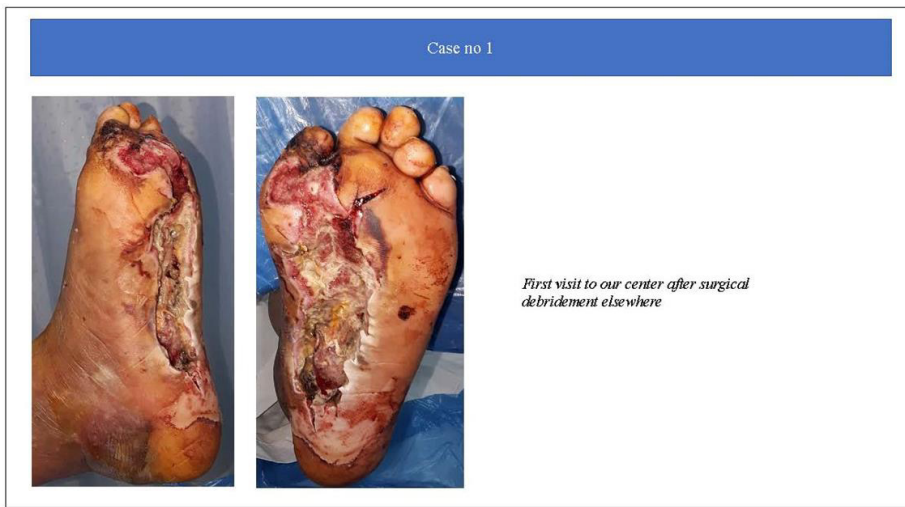 Case no 1
First visit to our center after surgical
debridement elsewhere